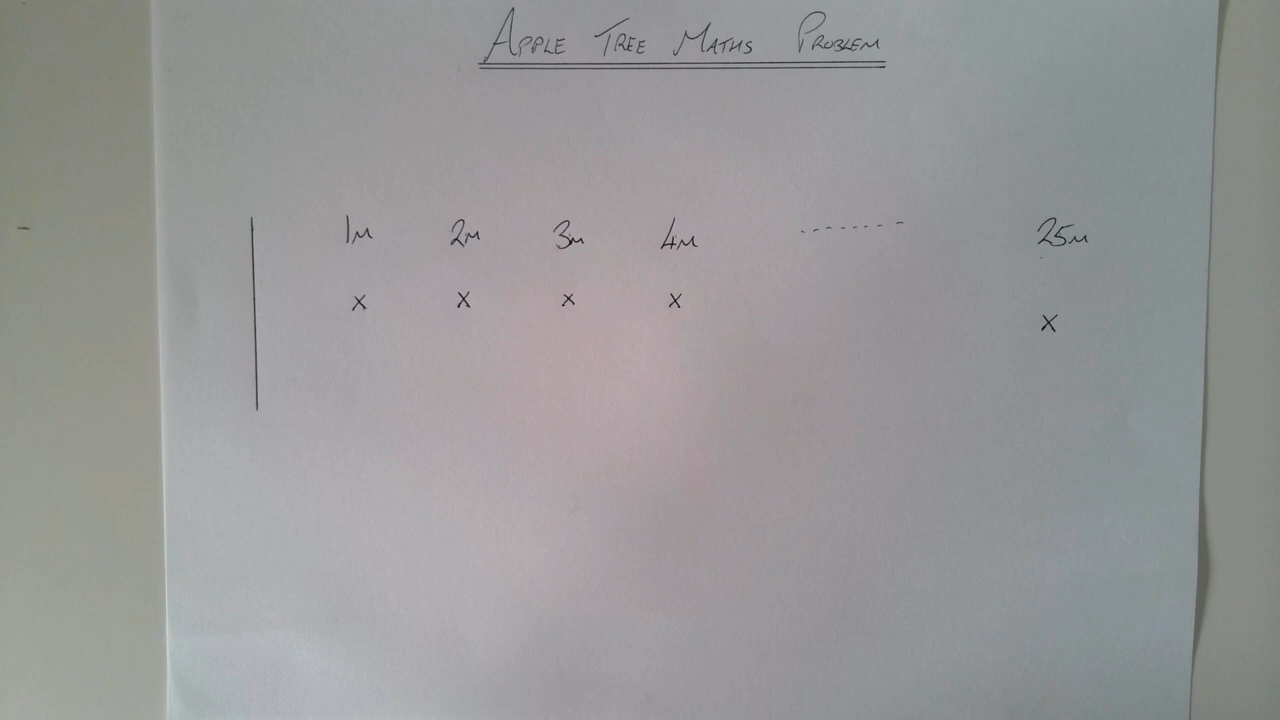 Apple Tree Maths Problem
1m 2m 3m 4m ------- 25m
x x x x x